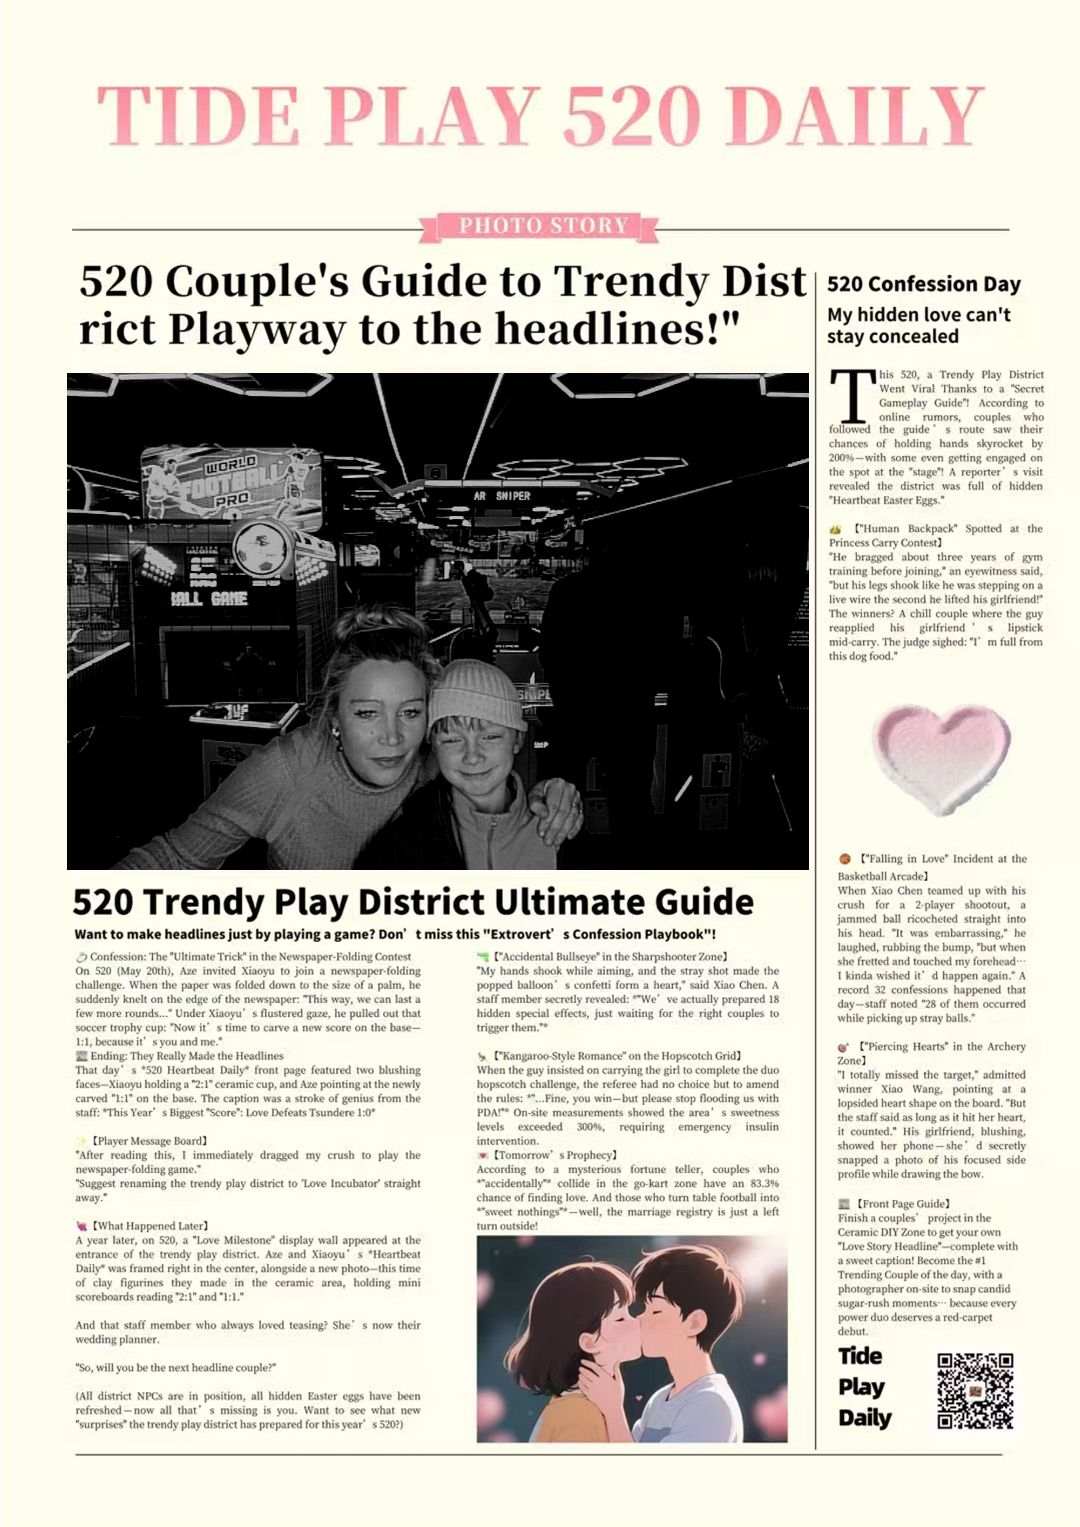 TIDE PLAY 520 DAILY
PHOTO STORY
520 Couple's Guide to Trendy Dist
rict Playway to the headlines!"
WORLD
FOOTBALL
PRO
AR SNIPER
BALL GAME
SNIPE
520 Trendy Play District Ultimate Guide
Want to make headlines just by playing a game? Don’t miss this "Extrovert’s Confession Playbook"!
💍 Confession: The "Ultimate Trick" in the Newspaper-Folding Contest
On 520 (May 20th), Aze invited Xiaoyu to join a newspaper-folding
challenge. When the paper was folded down to the size of a palm, he
suddenly knelt on the edge of the newspaper: "This way, we can last a
few more rounds..." Under Xiaoyu’s flustered gaze, he pulled out that
soccer trophy cup: "Now it’s time to carve a new score on the base—
1:1, because it’s you and me."
📰 Ending: They Really Made the Headlines
That day’s *520 Heartbeat Daily* front page featured two blushing
faces—Xiaoyu holding a "2:1" ceramic cup, and Aze pointing at the newly
carved "1:1" on the base. The caption was a stroke of genius from the
staff: *This Year’s Biggest "Score": Love Defeats Tsundere 1:0*
✨【Player Message Board】
"After reading this, I immediately dragged my crush to play the
newspaper-folding game."
"Suggest renaming the trendy play district to 'Love Incubator' straight
away."
💘【What Happened Later】
A year later, on 520, a "Love Milestone" display wall appeared at the
entrance of the trendy play district. Aze and Xiaoyu’s *Heartbeat
Daily* was framed right in the center, alongside a new photo—this time
of clay figurines they made in the ceramic area, holding mini
scoreboards reading "2:1" and "1:1."
And that staff member who always loved teasing? She’s now their
wedding planner.
"So, will you be the next headline couple?"
(All district NPCs are in position, all hidden Easter eggs have been
refreshed—now all that’s missing is you. Want to see what new
"surprises" the trendy play district has prepared for this year’s 520?)
🔫【"Accidental Bullseye" in the Sharpshooter Zone】
"My hands shook while aiming, and the stray shot made the
popped balloon’s confetti form a heart," said Xiao Chen. A
staff member secretly revealed: *"We’ve actually prepared 18
hidden special effects, just waiting for the right couples to
trigger them."*
🦘【"Kangaroo-Style Romance" on the Hopscotch Grid】
When the guy insisted on carrying the girl to complete the duo
hopscotch challenge, the referee had no choice but to amend
the rules: *"...Fine, you win—but please stop flooding us with
PDA!"* On-site measurements showed the area’s sweetness
levels exceeded 300%, requiring emergency insulin
intervention.
💌【Tomorrow’s Prophecy】
According to a mysterious fortune teller, couples who
*"accidentally"* collide in the go-kart zone have an 83.3%
chance of finding love. And those who turn table football into
*"sweet nothings"*—well, the marriage registry is just a left
turn outside!
520 Confession Day
My hidden love can't
stay concealed
This 520, a Trendy Play District
Went Viral Thanks to a "Secret
Gameplay Guide"! According to
online rumors, couples who
followed the guide’s route saw their
chances of holding hands skyrocket by
200%—with some even getting engaged on
the spot at the "stage"! A reporter’s visit
revealed the district was full of hidden
"Heartbeat Easter Eggs."
👑【"Human Backpack" Spotted at the
Princess Carry Contest】
"He bragged about three years of gym
training before joining," an eyewitness said,
"but his legs shook like he was stepping on a
live wire the second he lifted his girlfriend!"
The winners? A chill couple where the guy
reapplied his girlfriend’s lipstick
mid-carry. The judge sighed: "I’m full from
this dog food."
🏀【"Falling in Love" Incident at the
Basketball Arcade】
When Xiao Chen teamed up with his
crush for a 2-player shootout, a
jammed ball ricocheted straight into
his head. "It was embarrassing," he
laughed, rubbing the bump, "but when
she fretted and touched my forehead…
I kinda wished it’d happen again." A
record 32 confessions happened that
day—staff noted "28 of them occurred
while picking up stray balls."
🎯【"Piercing Hearts" in the Archery
Zone】
"I totally missed the target," admitted
winner Xiao Wang, pointing at a
lopsided heart shape on the board. "But
the staff said as long as it hit her heart,
it counted." His girlfriend, blushing,
showed her phone—she’d secretly
snapped a photo of his focused side
profile while drawing the bow.
📰【Front Page Guide】
Finish a couples’ project in the
Ceramic DIY Zone to get your own
"Love Story Headline"—complete with
a sweet caption! Become the #1
Trending Couple of the day, with a
photographer on-site to snap candid
sugar-rush moments… because every
power duo deserves a red-carpet
debut.
Tide
Play
Daily